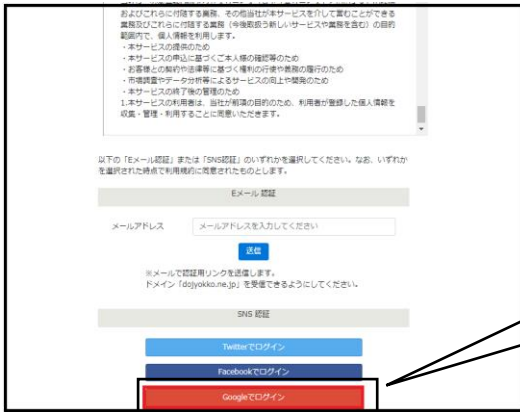 およびこれらに付随する業務、その他当社が本サービスを介して営むことができる
業務及びこれらに付随する業務（今後取扱う新しいサービスや業務を含む）の目的
範囲内で、個人情報を利用します。
・本サービスの提供のため
・本サービスの申込に基づくご本人様の確認等のため
・お客様との契約や法律等に基づく権利の行使や義務の履行のため
・市場調査やデータ分析等によるサービスの向上や開発のため
・本サービスの終了後の管理のため
1.本サービスの利用者は、当社が前項の目的のため、利用者が登録した個人情報を
収集・管理・利用することに同意いただきます。
以下の「Eメール認証」または「SNS認証」のいずれかを選択してください。なお、いずれか
を選択された時点で利用規約に同意されたものとします。
Eメール 認証
メールアドレス メールアドレスを入力してください
送信
※メールで認証用リンクを送信します。
ドメイン「dojyokko.ne.jp」を受信できるようにしてください。
SNS 認証
Twitterでログイン
Facebookでログイン
Googleでログイン